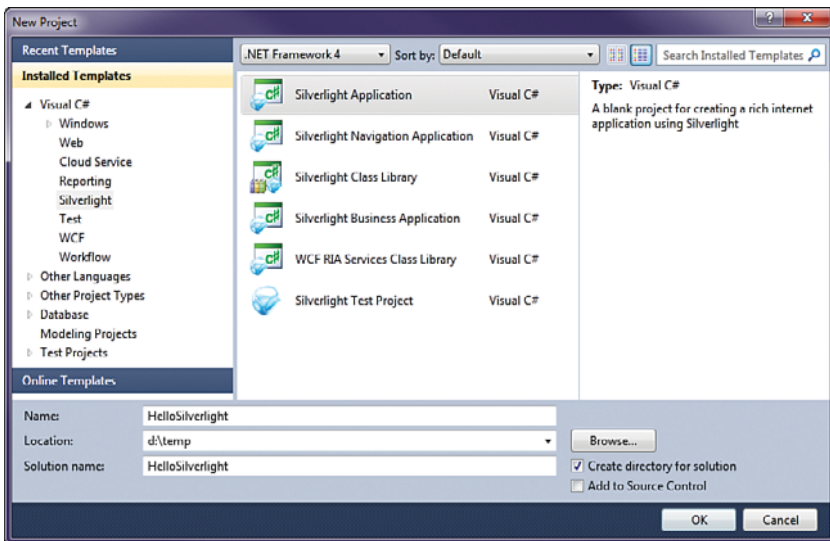 New Project
Recent Templates
Installed Templates
Visual C#
Windows
Web
Cloud Service
Reporting
Silverlight
Test
WCF
Workflow
Other Languages
Other Project Types
Database
Modeling Projects
Test Projects
Online Templates
.NET Framework 4 Sort by: Default Search Installed Templates
Silverlight Application Visual C#
Silverlight Navigation Application Visual C#
Silverlight Class Library Visual C#
Silverlight Business Application Visual C#
WCF RIA Services Class Library Visual C#
Silverlight Test Project Visual C#
Type: Visual C#
A blank project for creating a rich internet
application using Silverlight
Name: HelloSilverlight
Location: d:\temp Browse...
Solution name: HelloSilverlight
Create directory for solution
Add to Source Control
OK Cancel